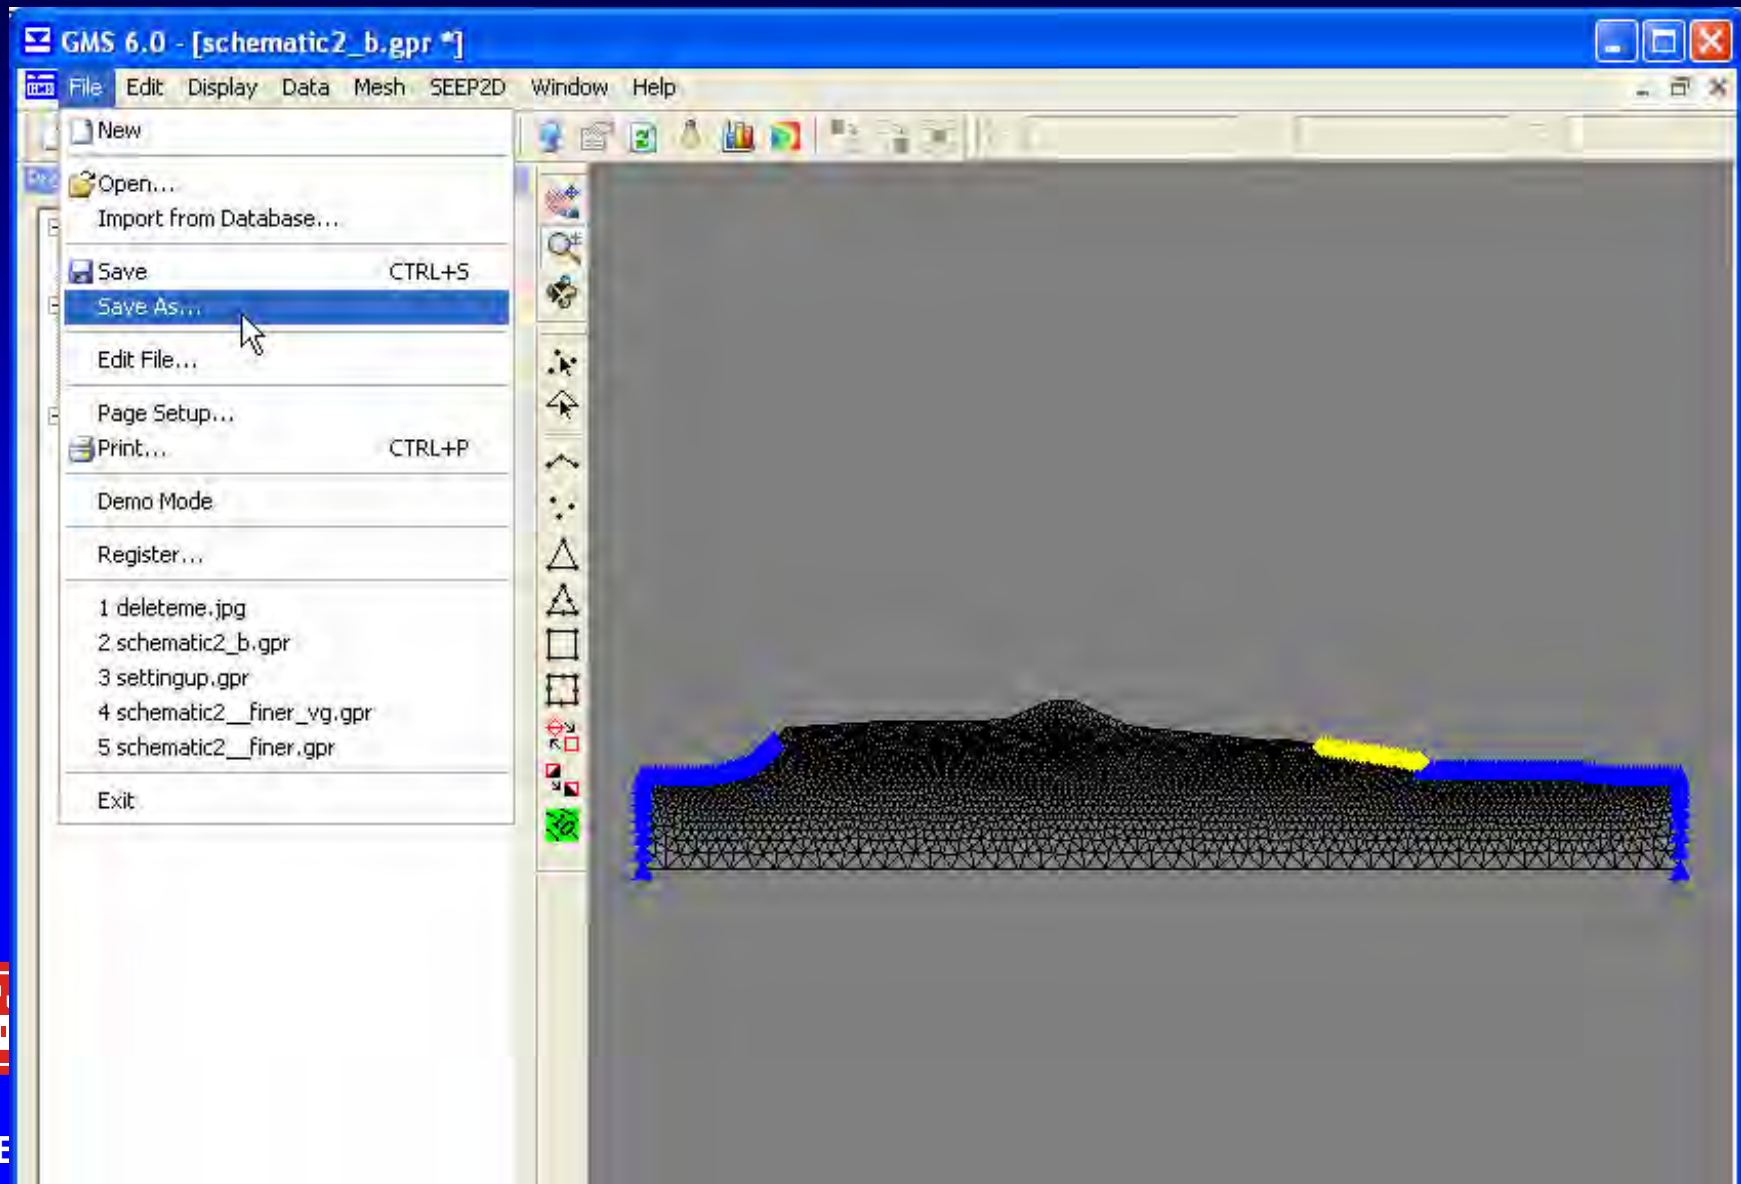 GMS 6.0 - [schematic2_b.gpr *]
File Edit Display Data Mesh SEEP2D Window Help
New
Open...
Import from Database...
Save CTRL+S
Save As...
Edit File...
Page Setup...
Print... CTRL+P
Demo Mode
Register...
1 deleteme.jpg
2 schematic2_b.gpr
3 settingup.gpr
4 schematic2__finer_vg.gpr
5 schematic2__finer.gpr
Exit